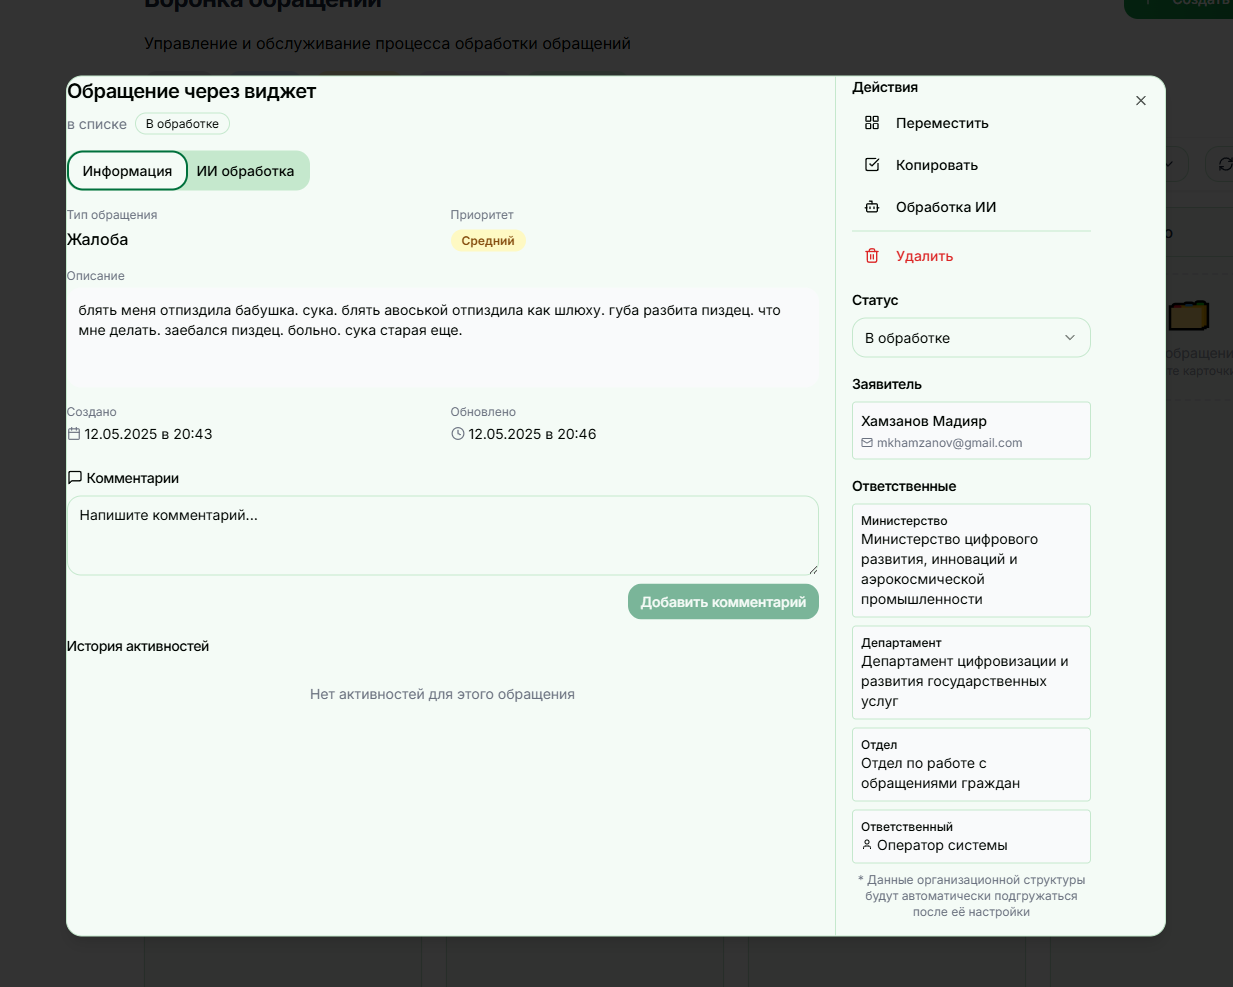 Воронка обращений
Создать
Управление и обслуживание процесса обработки обращений
Обращение через виджет
в списке
В обработке
Информация
ИИ обработка
Тип обращения
Приоритет
Жалоба
Средний
Описание
блять меня отпиздила бабушка. сука. блять авоськой отпиздила как шлюху. губа разбита пиздец. что
мне делать. заебался пиздец. больно. сука старая еще.
Создано
Обновлено
12.05.2025 в 20:43
12.05.2025 в 20:46
Комментарии
Напишите комментарий...
Добавить комментарий
История активностей
Нет активностей для этого обращения
Действия
Переместить
Копировать
Обработка ИИ
Удалить
Статус
В обработке
Заявитель
Хамзанов Мадияр
mkhamzanov@gmail.com
Ответственные
Министерство
Министерство цифрового
развития, инноваций и
аэрокосмической
промышленности
Департамент
Департамент цифровизации и
развития государственных
услуг
Отдел
Отдел по работе с
обращениями граждан
Ответственный
Оператор системы
* Данные организационной структуры
будут автоматически подгружаться
после её настройки
карточки